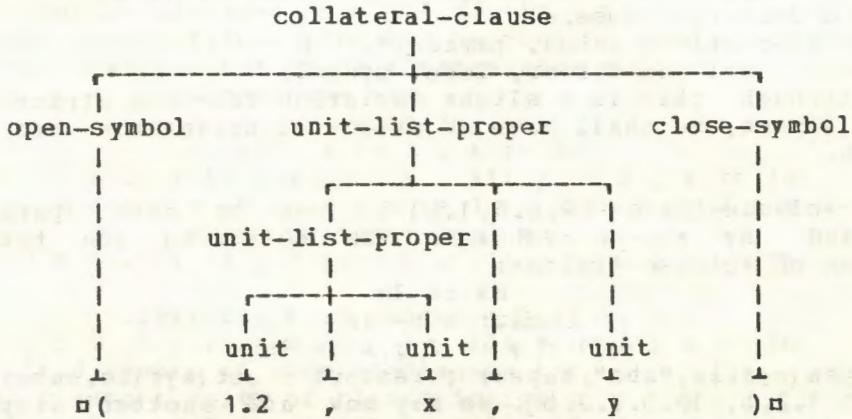 collateral-clause
open-symbol unit-list-proper close-symbol
unit-list-proper
unit unit unit
¤( 1.2 , x , y )¤